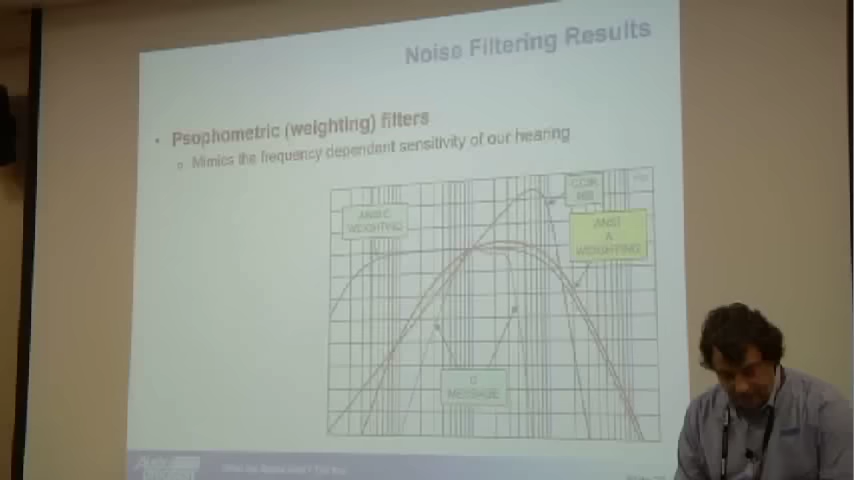 Noise Filtering Results
• Psophometric (weighting) filters
o Mimics the frequency dependent sensitivity of our hearing
ANSI C
WEIGHTING
CCIR
ANSI
A
WEIGHTING
C
MESSAGE